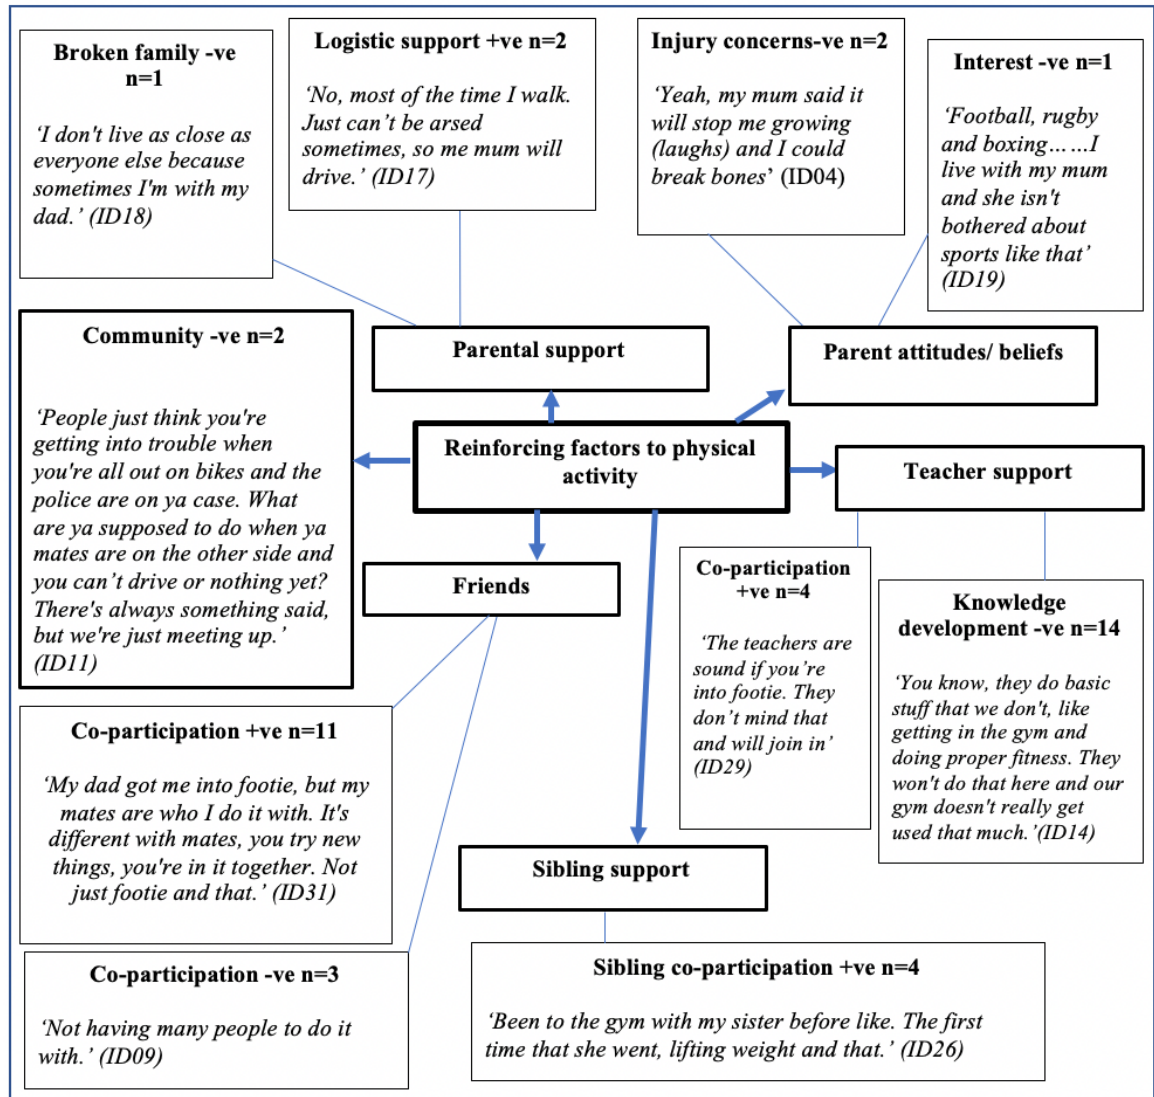 Broken family -ve
n=1
‘I don't live as close as
everyone else because
sometimes I'm with my
dad.’ (ID18)
Logistic support +ve n=2
‘No, most of the time I walk.
Just can’t be arsed
sometimes, so me mum will
drive.’ (ID17)
Injury concerns-ve n=2
‘Yeah, my mum said it
will stop me growing
(laughs) and I could
break bones’ (ID04)
Interest -ve n=1
‘Football, rugby
and boxing… …I
live with my mum
and she isn't
bothered about
sports like that’
(ID19)
Community -ve n=2
‘People just think you're
getting into trouble when
you're all out on bikes and the
police are on ya case. What
are ya supposed to do when ya
mates are on the other side and
you can’t drive or nothing yet?
There's always something said,
but we're just meeting up.’
(ID11)
Parental support
Parent attitudes/ beliefs
Reinforcing factors to physical
activity
Teacher support
Friends
Co-participation
+ve n=4
‘The teachers are
sound if you’re
into footie. They
don’t mind that
and will join in’
(ID29)
Knowledge
development -ve n=14
‘You know, they do basic
stuff that we don't, like
getting in the gym and
doing proper fitness. They
won't do that here and our
gym doesn't really get
used that much.’(ID14)
Co-participation +ve n=11
‘My dad got me into footie, but my
mates are who I do it with. It's
different with mates, you try new
things, you're in it together. Not
just footie and that.’ (ID31)
Sibling support
Co-participation -ve n=3
‘Not having many people to do it
with.’ (ID09)
Sibling co-participation +ve n=4
‘Been to the gym with my sister before like. The first
time that she went, lifting weight and that.’ (ID26)